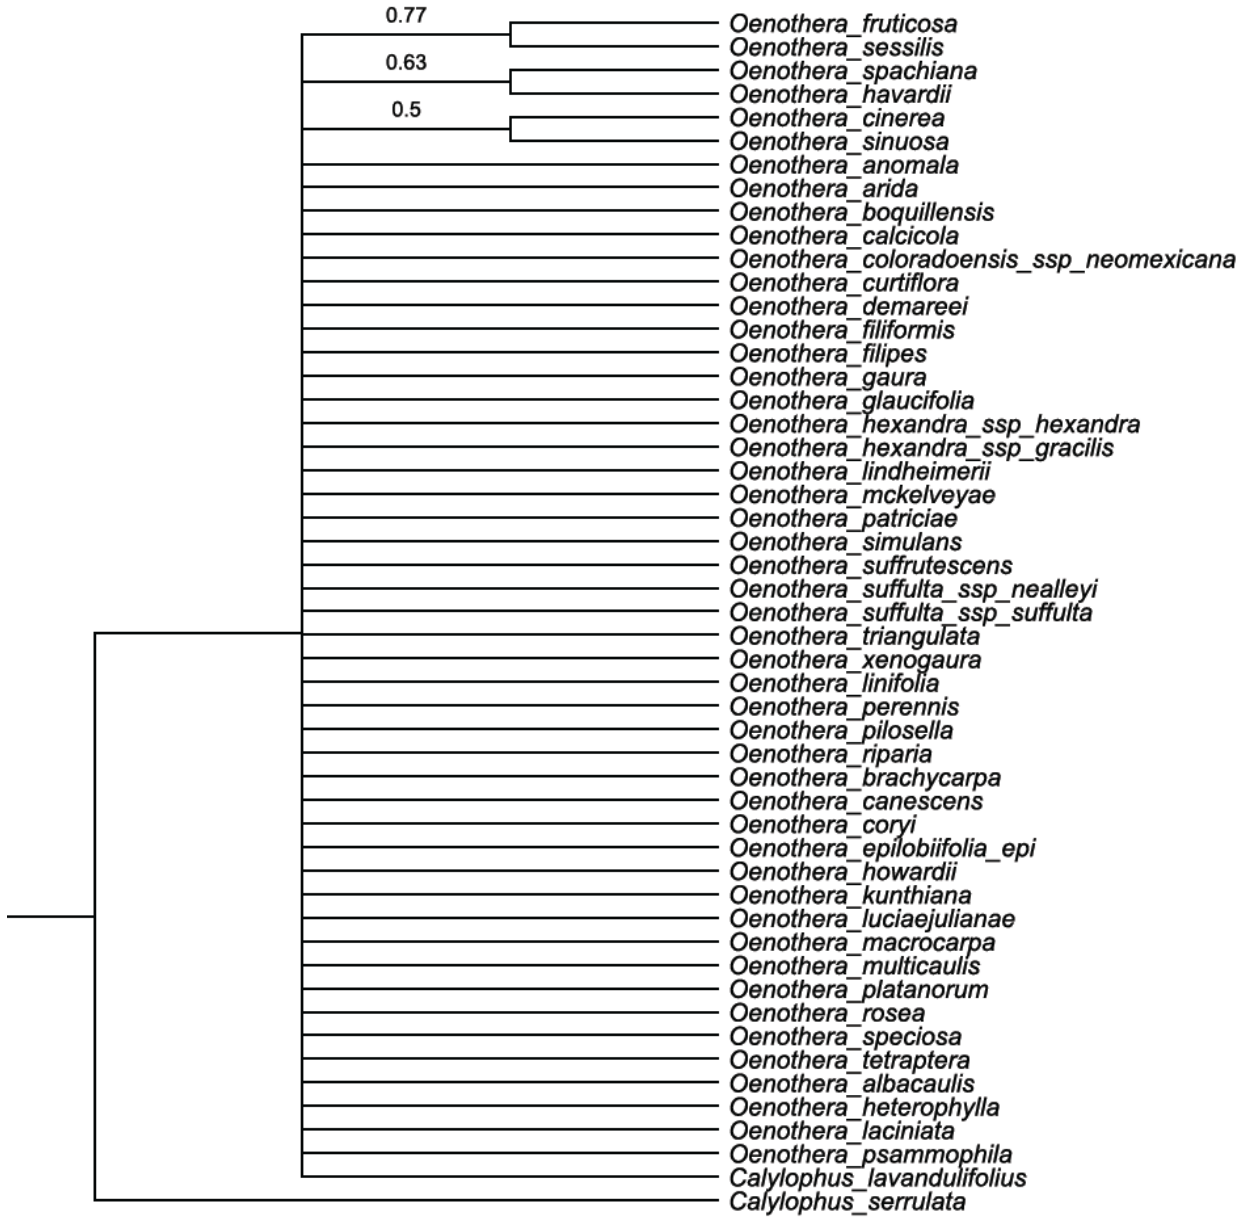 0.77
Oenothera_fruticosa
Oenothera_sessilis
0.63
Oenothera_spachiana
Oenothera_havardii
0.5
Oenothera_cinerea
Oenothera_sinuosa
Oenothera_anomala
Oenothera_arida
Oenothera_boquillensis
Oenothera_calcicola
Oenothera_coloradoensis_ssp_neomexicana
Oenothera_curtiflora
Oenothera_demareei
Oenothera_filiformis
Oenothera_filipes
Oenothera_gaura
Oenothera_glaucifolia
Oenothera_hexandra_ssp_hexandra
Oenothera_hexandra_ssp_gracilis
Oenothera_lindheimerii
Oenothera_mckelveyae
Oenothera_patriciae
Oenothera_simulans
Oenothera_suffrutescens
Oenothera_suffulta_ssp_nealleyi
Oenothera_suffulta_ssp_suffulta
Oenothera_triangulata
Oenothera_xenogaura
Oenothera_linifolia
Oenothera_perennis
Oenothera_pilosella
Oenothera_riparia
Oenothera_brachycarpa
Oenothera_canescens
Oenothera_coryi
Oenothera_epilobiifolia_epi
Oenothera_howardii
Oenothera_kunthiana
Oenothera_luciaejulianae
Oenothera_macrocarpa
Oenothera_multicaulis
Oenothera_platanorum
Oenothera_rosea
Oenothera_speciosa
Oenothera_tetraptera
Oenothera_albacaulis
Oenothera_heterophylla
Oenothera_laciniata
Oenothera_psammophila
Calylophus_lavandulifolius
Calylophus_serrulata